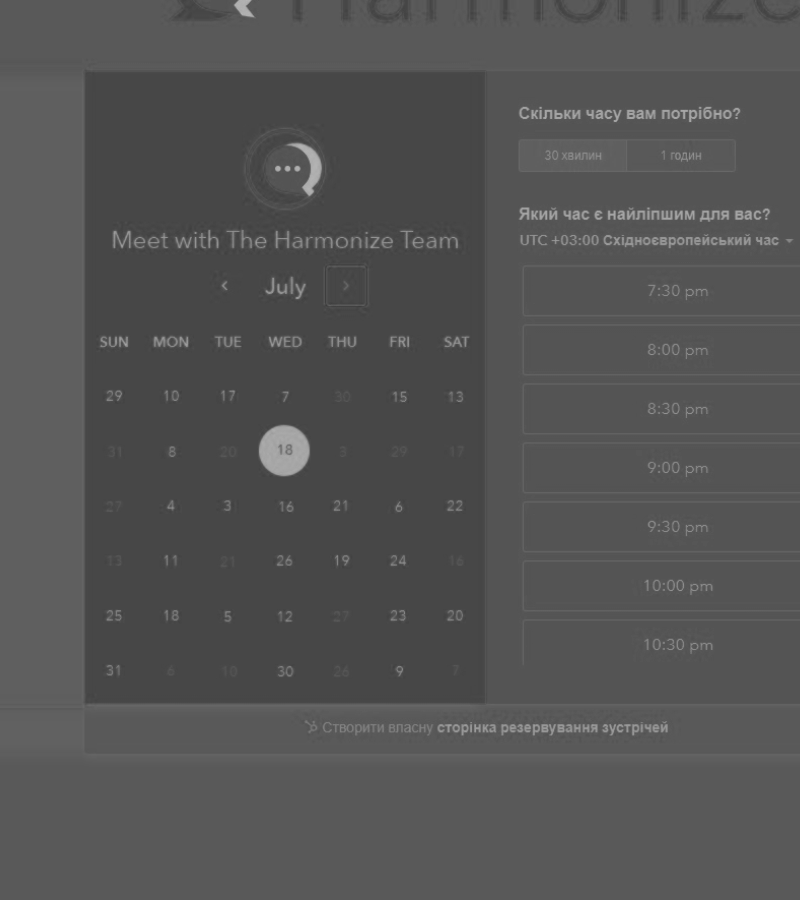 Harmonize
Meet with The Harmonize Team
July
SUN MON TUE WED THU FRI SAT
29 10 17 7 30 15 13
31 8 20 18 3 29 17
27 4 3 16 21 6 22
13 11 21 26 19 24 16
25 18 5 12 27 23 20
31 6 10 30 26 9 7
Скільки часу вам потрібно?
30 хвилин 1 годин
Який час є найліпшим для вас?
UTC +03:00 Східноєвропейський час
7:30 pm
8:00 pm
8:30 pm
9:00 pm
9:30 pm
10:00 pm
10:30 pm
Створити власну сторінка резервування зустрічей